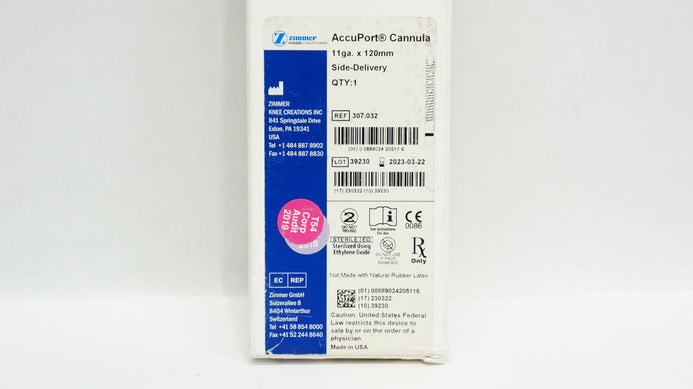 zimmer
KNEE CREATIONS
AccuPort® Cannula
11ga. x 120mm
Side-Delivery
QTY:1
ZIMMER
KNEE CREATIONS INC
841 Springdale Drive
Exton, PA 19341
USA
Tel +1 484 887 8902
Fax +1 484 887 8830
REF 307.032
(01) 0 0889024 20511 6
LOT 39230 2023-03-22
(17) 230322 (10) 39230
T54
Corp
Audit
2019
2018
2
DO NOT
REUSE
i
See Instructions
For Use
CE
0086
STERILE EO
Sterilized Using
Ethylene Oxide
DO NOT USE
IF PACK
DAMAGED
Rx
Only
Not Made with Natural Rubber Latex
EC REP
Zimmer GmbH
Sulzerallee 8
8404 Winterthur
Switzerland
Tel +41 58 854 8000
Fax +41 52 244 8640
(01) 00889024205116
(17) 230322
(10) 39230
Caution: United States Federal
Law restricts this device to
sale by or on the order of a
physician.
Made in USA